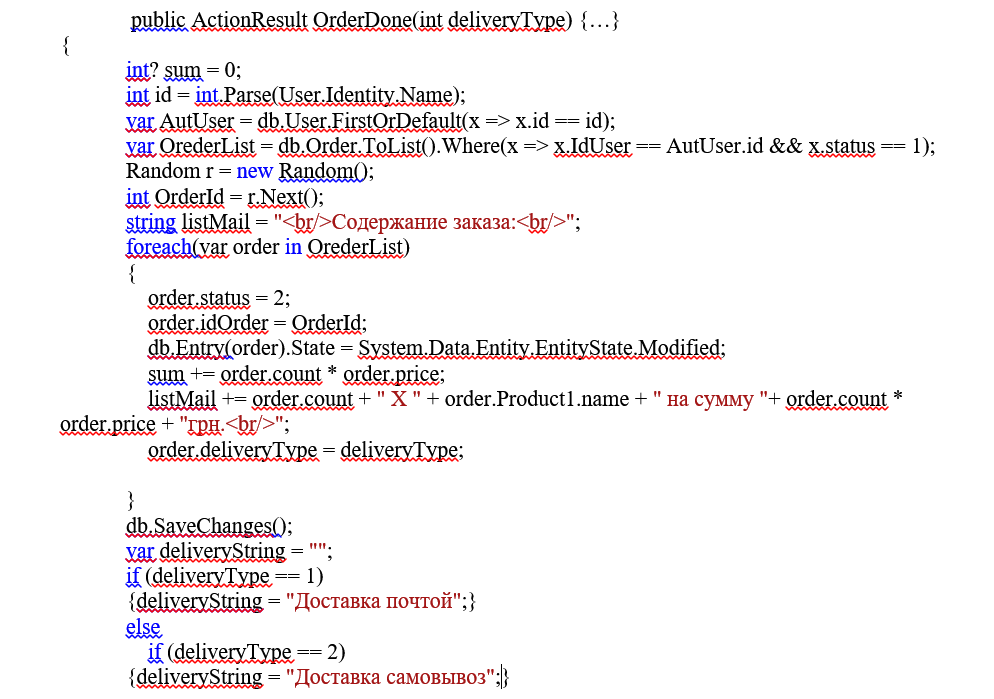 public ActionResult OrderDone(int deliveryType) {…}
{
int? sum = 0;
int id = int.Parse(User.Identity.Name);
var AutUser = db.User.FirstOrDefault(x => x.id == id);
var OrederList = db.Order.ToList().Where(x => x.IdUser == AutUser.id && x.status == 1);
Random r = new Random();
int OrderId = r.Next();
string listMail = "<br/>Содержание заказа:<br/>";
foreach(var order in OrederList)
{
order.status = 2;
order.idOrder = OrderId;
db.Entry(order).State = System.Data.Entity.EntityState.Modified;
sum += order.count * order.price;
listMail += order.count + " X " + order.Product1.name + " на сумму "+ order.count *
order.price + "грн.<br/>";
order.deliveryType = deliveryType;
}
db.SaveChanges();
var deliveryString = "";
if (deliveryType == 1)
{deliveryString = "Доставка почтой";}
else
if (deliveryType == 2)
{deliveryString = "Доставка самовывоз";}